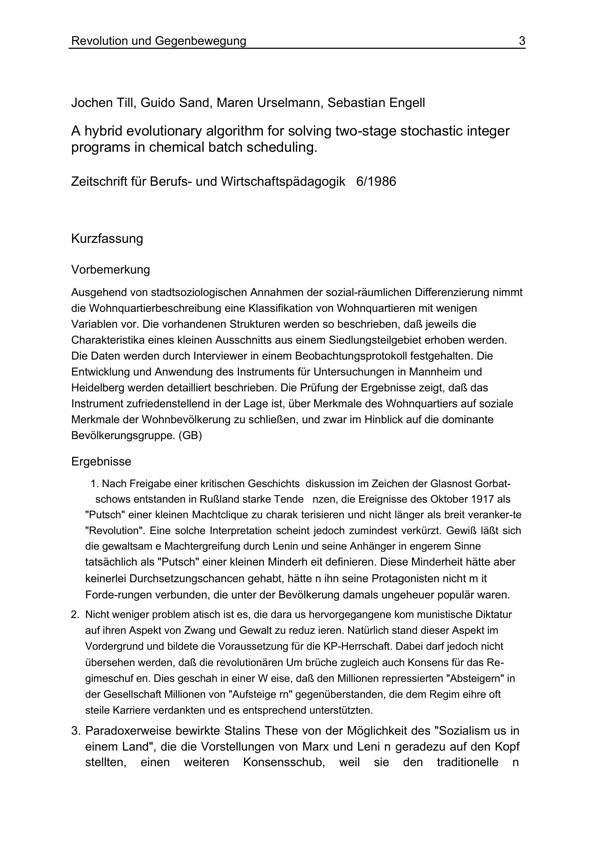 Revolution und Gegenbewegung 3
Jochen Till, Guido Sand, Maren Urselmann, Sebastian Engell
A hybrid evolutionary algorithm for solving two-stage stochastic integer
programs in chemical batch scheduling.
Zeitschrift für Berufs- und Wirtschaftspädagogik 6/1986
Kurzfassung
Vorbemerkung
Ausgehend von stadtsoziologischen Annahmen der sozial-räumlichen Differenzierung nimmt
die Wohnquartierbeschreibung eine Klassifikation von Wohnquartieren mit wenigen
Variablen vor. Die vorhandenen Strukturen werden so beschrieben, daß jeweils die
Charakteristika eines kleinen Ausschnitts aus einem Siedlungsteilgebiet erhoben werden.
Die Daten werden durch Interviewer in einem Beobachtungsprotokoll festgehalten. Die
Entwicklung und Anwendung des Instruments für Untersuchungen in Mannheim und
Heidelberg werden detailliert beschrieben. Die Prüfung der Ergebnisse zeigt, daß das
Instrument zufriedenstellend in der Lage ist, über Merkmale des Wohnquartiers auf soziale
Merkmale der Wohnbevölkerung zu schließen, und zwar im Hinblick auf die dominante
Bevölkerungsgruppe. (GB)
Ergebnisse
1. Nach Freigabe einer kritischen Geschichts diskussion im Zeichen der Glasnost Gorbat-
schows entstanden in Rußland starke Tende nzen, die Ereignisse des Oktober 1917 als
"Putsch" einer kleinen Machtclique zu charak terisieren und nicht länger als breit veranker-te
"Revolution". Eine solche Interpretation scheint jedoch zumindest verkürzt. Gewiß läßt sich
die gewaltsam e Machtergreifung durch Lenin und seine Anhänger in engerem Sinne
tatsächlich als "Putsch" einer kleinen Minderh eit definieren. Diese Minderheit hätte aber
keinerlei Durchsetzungschancen gehabt, hätte n ihn seine Protagonisten nicht m it
Forde-rungen verbunden, die unter der Bevölkerung damals ungeheuer populär waren.
2. Nicht weniger problem atisch ist es, die dara us hervorgegangene kom munistische Diktatur
auf ihren Aspekt von Zwang und Gewalt zu reduz ieren. Natürlich stand dieser Aspekt im
Vordergrund und bildete die Voraussetzung für die KP-Herrschaft. Dabei darf jedoch nicht
übersehen werden, daß die revolutionären Um brüche zugleich auch Konsens für das Re-
gimeschuf en. Dies geschah in einer W eise, daß den Millionen repressierten "Absteigern" in
der Gesellschaft Millionen von "Aufsteige rn" gegenüberstanden, die dem Regim eihre oft
steile Karriere verdankten und es entsprechend unterstützten.
3. Paradoxerweise bewirkte Stalins These von der Möglichkeit des "Sozialism us in
einem Land", die die Vorstellungen von Marx und Leni n geradezu auf den Kopf
stellten, einen weiteren Konsensschub, weil sie den traditionelle n